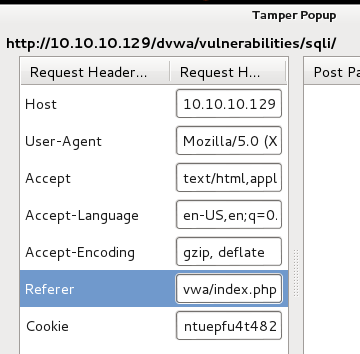 Tamper Popup
http://10.10.10.129/dvwa/vulnerabilities/sqli/
Request Header... Request H... Post Pa
Host 10.10.10.129
User-Agent Mozilla/5.0 (X
Accept text/html,appl
Accept-Language en-US,en;q=0.
Accept-Encoding gzip, deflate
Referer vwa/index.php
Cookie ntuepfu4t482